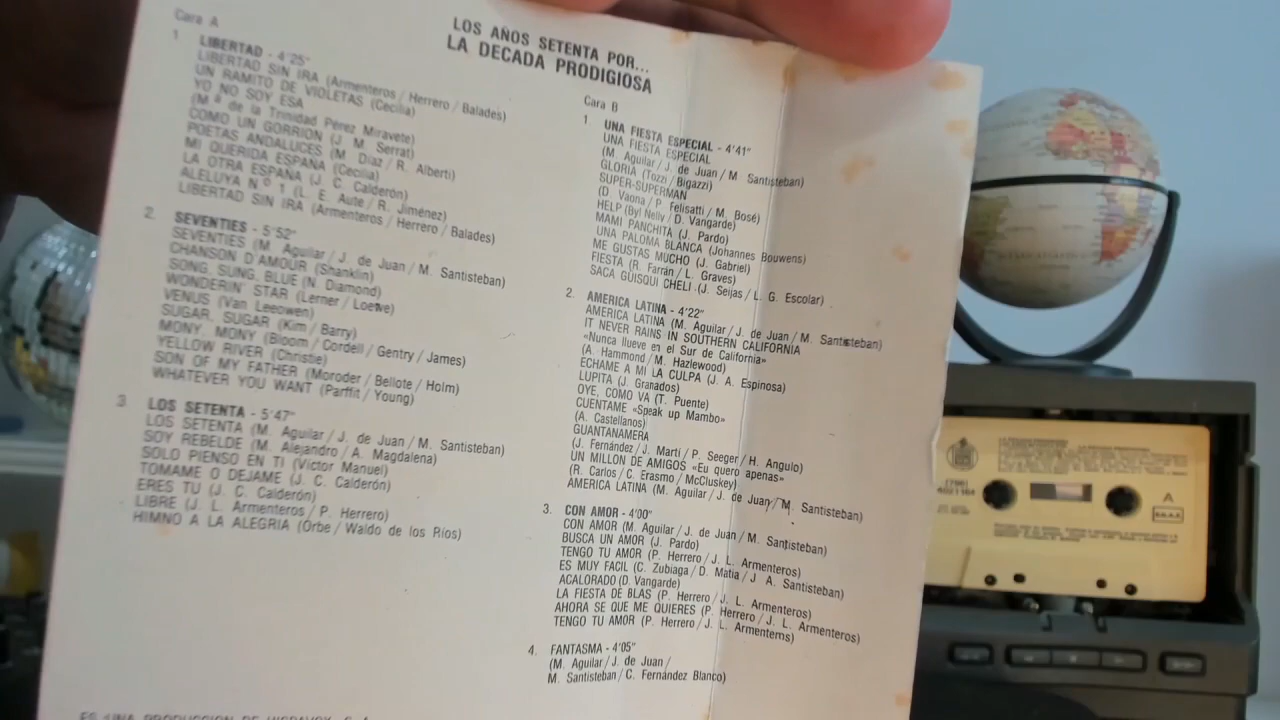 LOS AÑOS SETENTA POR...
LA DECADA PRODIGIOSA
Cara A
1 LIBERTAD - 4'25"
LIBERTAD SIN IRA (Armenteros / Herrero / Balades)
UN RAMITO DE VIOLETAS (Cecilia)
YO NO SOY ESA
(Mª de la Trinidad Pérez Miravete)
COMO UN GORRION (J. M. Serrat)
POETAS ANDALUCES (M. Díaz / R. Alberti)
MI QUERIDA ESPAÑA (Cecilia)
LA OTRA ESPAÑA (J. C. Calderón)
ALELUYA Nº 1 (L. E. Aute / R. Jiménez)
LIBERTAD SIN IRA (Armenteros / Herrero / Balades)
2. SEVENTIES - 5'52"
SEVENTIES (M. Aguilar / J. de Juan / M. Santisteban)
CHANSON D'AMOUR (Shanklin)
SONG, SUNG, BLUE (N. Diamond)
WONDERIN' STAR (Lerner / Loewe)
VENUS (Van Leeowen)
SUGAR, SUGAR (Kim / Barry)
MONY, MONY (Bloom / Cordell / Gentry / James)
YELLOW RIVER (Christie)
SON OF MY FATHER (Moroder / Bellote / Holm)
WHATEVER YOU WANT (Parffit / Young)
3. LOS SETENTA - 5'47"
LOS SETENTA (M. Aguilar / J. de Juan / M. Santisteban)
SOY REBELDE (M. Alejandro / A. Magdalena)
SOLO PIENSO EN TI (Víctor Manuel)
TOMAME O DEJAME (J. C. Calderón)
ERES TU (J. C. Calderón)
LIBRE (J. L. Armenteros / P. Herrero)
HIMNO A LA ALEGRIA (Orbe / Waldo de los Ríos)
Cara B
1 UNA FIESTA ESPECIAL - 4'41"
UNA FIESTA ESPECIAL
(M. Aguilar / J. de Juan / M. Santisteban)
GLORIA (Tozzi / Bigazzi)
SUPER-SUPERMAN
(D. Vaona / P. Felisatti / M. Bosé)
HELP (Byl Nelly / D. Vangarde)
MAMI PANCHITA (J. Pardo)
UNA PALOMA BLANCA (Johannes Bouwens)
ME GUSTAS MUCHO (J. Gabriel)
FIESTA (R. Farrán / L. Graves)
SACA GÜISQUI CHELI (J. Seijas / L. G. Escolar)
2. AMERICA LATINA - 4'22"
AMERICA LATINA (M. Aguilar / J. de Juan / M. Santisteban)
IT NEVER RAINS IN SOUTHERN CALIFORNIA
«Nunca llueve en el Sur de California»
(A. Hammond / M. Hazlewood)
ECHAME A MI LA CULPA (J. A. Espinosa)
LUPITA (J. Granados)
OYE, COMO VA (T. Puente)
CUENTAME «Speak up Mambo»
(A. Castellanos)
GUANTANAMERA
(J. Fernández / J. Martí / P. Seeger / H. Angulo)
UN MILLON DE AMIGOS «Eu quero apenas»
(R. Carlos / C. Erasmo / McCluskey)
AMERICA LATINA (M. Aguilar / J. de Juan / M. Santisteban)
3. CON AMOR - 4'00"
CON AMOR (M. Aguilar / J. de Juan / M. Santisteban)
BUSCA UN AMOR (J. Pardo)
TENGO TU AMOR (P. Herrero / J. L. Armenteros)
ES MUY FACIL (C. Zubiaga / D. Matia / J. A. Santisteban)
ACALORADO (D. Vangarde)
LA FIESTA DE BLAS (P. Herrero / J. L. Armenteros)
AHORA SE QUE ME QUIERES (P. Herrero / J. L. Armenteros)
TENGO TU AMOR (P. Herrero / J. L. Armentems)
4. FANTASMA - 4'05"
(M. Aguilar / J. de Juan /
M. Santisteban / C. Fernández Blanco)
ES UNA PRODUCCION DE HISPAVOX, S. A.
A